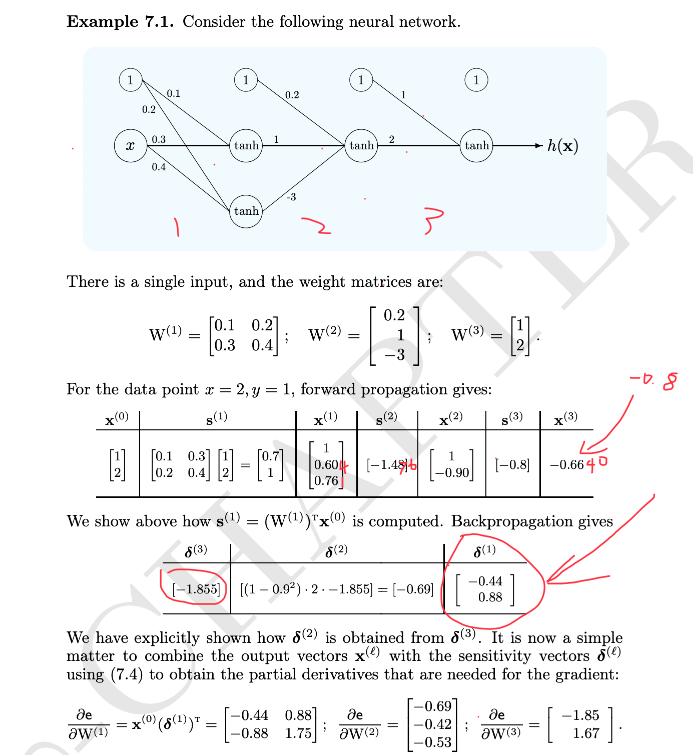 Example 7.1. Consider the following neural network.
1 1 1 1
0.1 0.2 1
0.2
x 0.3 tanh 1 tanh 2 tanh h(x)
0.4
-3
tanh
1 2 3
There is a single input, and the weight matrices are:
W(1) = [0.1 0.2; 0.3 0.4]; W(2) = [0.2; 1; −3]; W(3) = [1; 2].
-0.8
For the data point x = 2, y = 1, forward propagation gives:
x(0) s(1) x(1) s(2) x(2) s(3) x(3)
[1; 2] [0.1 0.3; 0.2 0.4] [1; 2] = [0.7; 1] [1; 0.604; 0.76] [−1.48] [1; −0.90] [−0.8] −0.6640
We show above how s(1) = (W(1))ᵀx(0) is computed. Backpropagation gives
δ(3) δ(2) δ(1)
[−1.855] [(1 − 0.9²) · 2 · −1.855] = [−0.69] [−0.44; 0.88]
We have explicitly shown how δ(2) is obtained from δ(3). It is now a simple
matter to combine the output vectors x(ℓ) with the sensitivity vectors δ(ℓ)
using (7.4) to obtain the partial derivatives that are needed for the gradient:
∂e/∂W(1) = x(0)(δ(1))ᵀ = [−0.44 0.88; −0.88 1.75]; ∂e/∂W(2) = [−0.69; −0.42; −0.53]; ∂e/∂W(3) = [−1.85; 1.67].